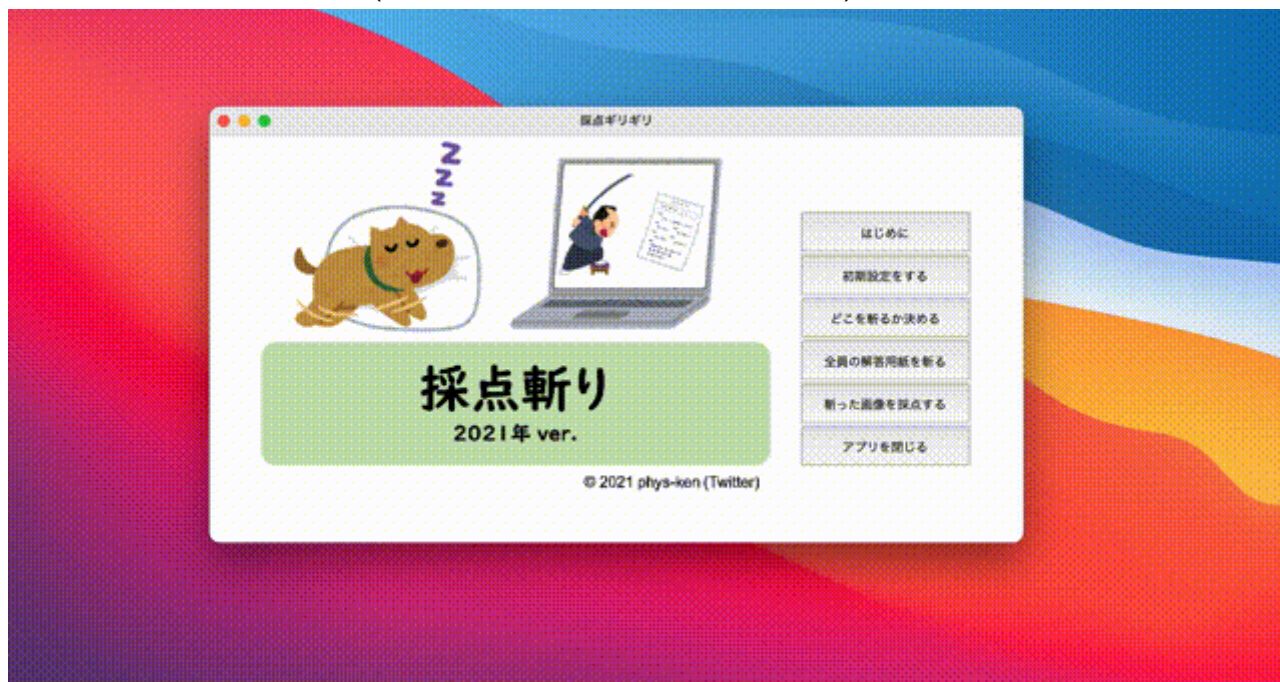 採点ギリギリ
zzz
採点斬り
2021年 ver.
© 2021 phys-ken (Twitter)
はじめに
初期設定をする
どこを斬るか決める
全員の解答用紙を斬る
斬った画像を採点する
アプリを閉じる